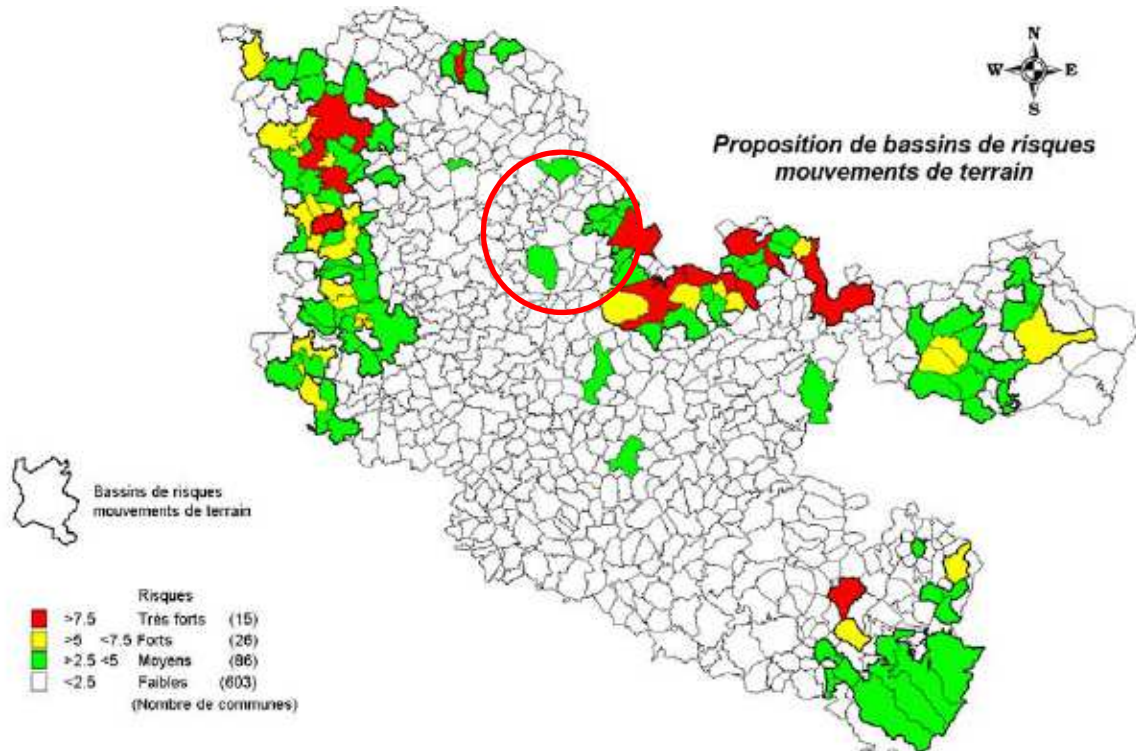 N
W E
S
Proposition de bassins de risques
mouvements de terrain
Bassins de risques
mouvements de terrain
Risques
>7.5 Très forts (15)
>5 <7.5 Forts (26)
>2.5 <5 Moyens (86)
<2.5 Faibles (603)
(Nombre de communes)